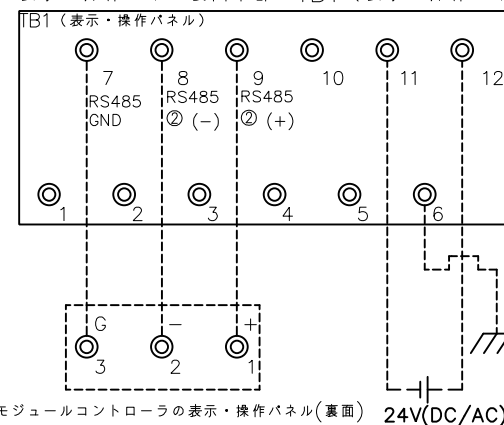 TB1 (表示・操作パネル)
7 8 9 10 11 12
RS485 RS485 RS485
GND ② (−) ② (+)
1 2 3 4 5 6
G − +
3 2 1
モジュールコントローラの表示・操作パネル(裏面)
24V(DC/AC)